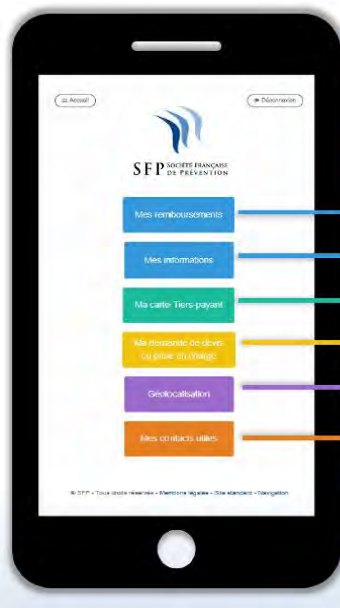 Accueil
Déconnexion
SFP SOCIÉTÉ FRANÇAISE
DE PRÉVENTION
Mes remboursements
Mes informations
Ma carte Tiers-payant
Ma demande de devis
ou prise en charge
Géolocalisation
Mes contacts utiles
© SFP - Tous droits réservés - Mentions légales - Site standard - Navigation